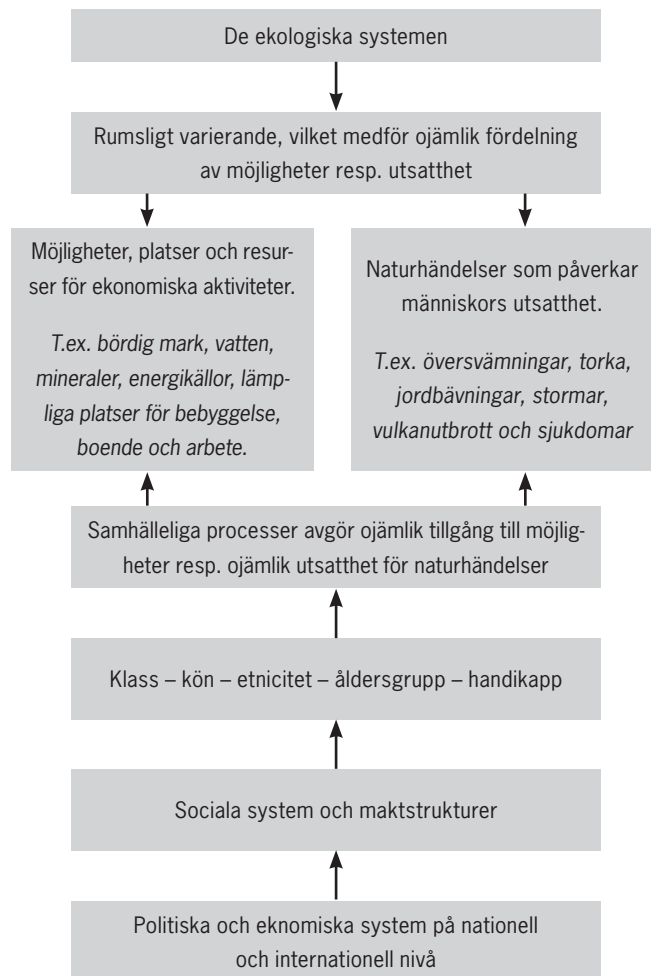 De ekologiska systemen
Rumsligt varierande, vilket medför ojämlik fördelning
av möjligheter resp. utsatthet
Möjligheter, platser och resur-
ser för ekonomiska aktiviteter.
T.ex. bördig mark, vatten,
mineraler, energikällor, lämp-
liga platser för bebyggelse,
boende och arbete.
Naturhändelser som påverkar
människors utsatthet.
T.ex. översvämningar, torka,
jordbävningar, stormar,
vulkanutbrott och sjukdomar
Samhälleliga processer avgör ojämlik tillgång till möjlig-
heter resp. ojämlik utsatthet för naturhändelser
Klass – kön – etnicitet – åldersgrupp – handikapp
Sociala system och maktstrukturer
Politiska och eknomiska system på nationell
och internationell nivå